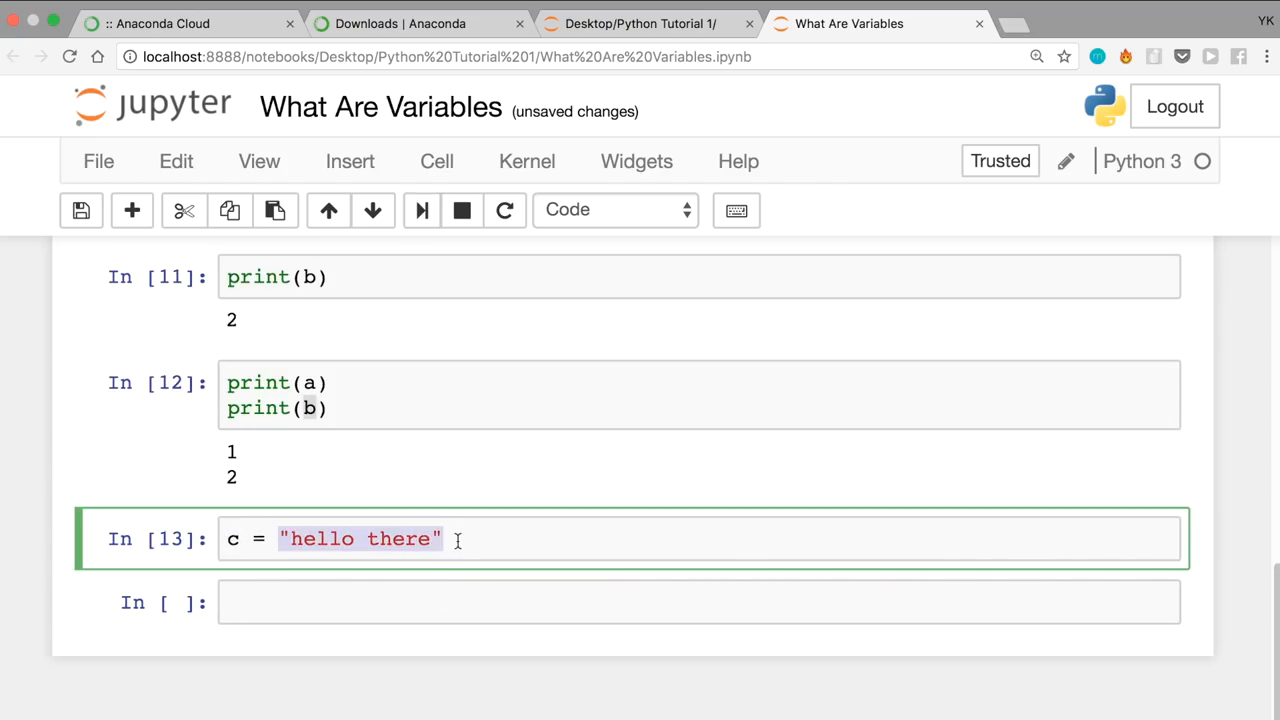 :: Anaconda Cloud
Downloads | Anaconda
Desktop/Python Tutorial 1/
What Are Variables
YK
localhost:8888/notebooks/Desktop/Python%20Tutorial%201/What%20Are%20Variables.ipynb
jupyter
What Are Variables (unsaved changes)
Logout
File Edit View Insert Cell Kernel Widgets Help
Trusted
Python 3
Code
In [11]: print(b)
2
In [12]: print(a)
print(b)
1
2
In [13]: c = "hello there"
In [ ]: